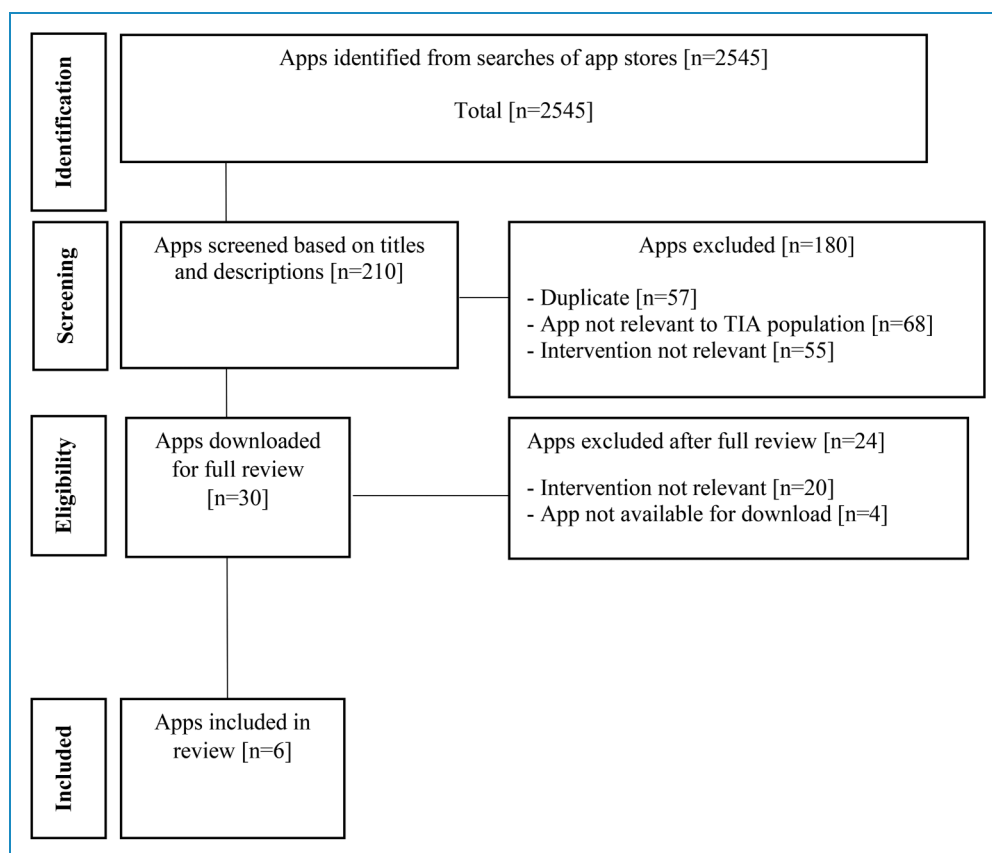 Identification
Apps identified from searches of app stores [n=2545]
Total [n=2545]
Screening
Apps screened based on titles
and descriptions [n=210]
Apps excluded [n=180]
- Duplicate [n=57]
- App not relevant to TIA population [n=68]
- Intervention not relevant [n=55]
Eligibility
Apps downloaded
for full review
[n=30]
Apps excluded after full review [n=24]
- Intervention not relevant [n=20]
- App not available for download [n=4]
Included
Apps included in
review [n=6]